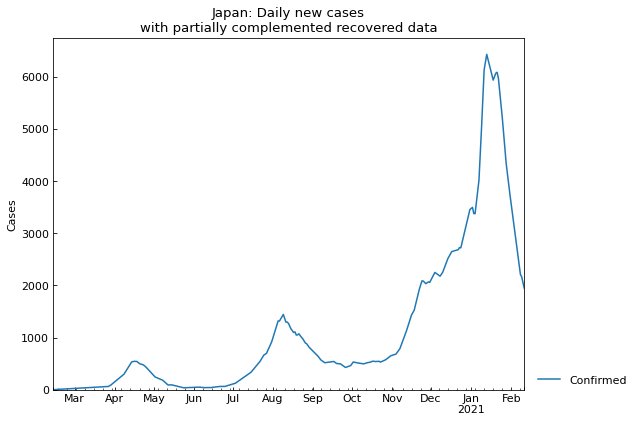 Japan: Daily new cases
with partially complemented recovered data
6000
5000
4000
3000
2000
1000
0
Cases
Mar Apr May Jun Jul Aug Sep Oct Nov Dec Jan Feb
2021
Confirmed